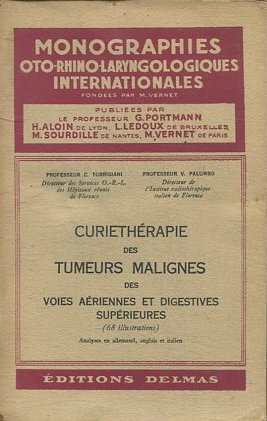 MONOGRAPHIES
OTO-RHINO-LARYNGOLOGIQUES
INTERNATIONALES
FONDÉES PAR M. VERNET
PUBLIÉES PAR
LE PROFESSEUR G. PORTMANN
H. ALOIN DE LYON, L. LEDOUX DE BRUXELLES,
M. SOURDILLE DE NANTES, M. VERNET DE PARIS
PROFESSEUR C. TORRIGIANI PROFESSEUR V. PALUMBO
Directeur des Services O.-R.-L. Directeur de
des Hôpitaux réunis l'Institut radiothérapique
de Florence italien de Florence
CURIETHÉRAPIE
DES
TUMEURS MALIGNES
DES
VOIES AÉRIENNES ET DIGESTIVES
SUPÉRIEURES
(68 illustrations)
Analyses en allemand, anglais et italien
ÉDITIONS DELMAS